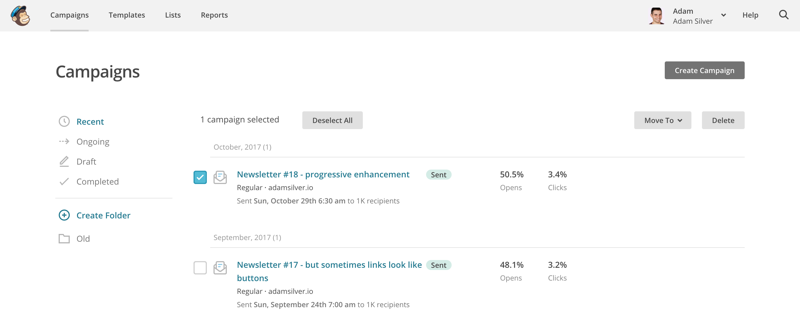 Campaigns Templates Lists Reports Adam Help
Adam Silver
Campaigns
Create Campaign
Recent
Ongoing
Draft
Completed
Create Folder
Old
1 campaign selected Deselect All Move To Delete
October, 2017 (1)
Newsletter #18 - progressive enhancement Sent 50.5% 3.4%
Regular · adamsilver.io Opens Clicks
Sent Sun, October 29th 6:30 am to 1K recipients
September, 2017 (1)
Newsletter #17 - but sometimes links look like Sent 48.1% 3.2%
buttons Opens Clicks
Regular · adamsilver.io
Sent Sun, September 24th 7:00 am to 1K recipients